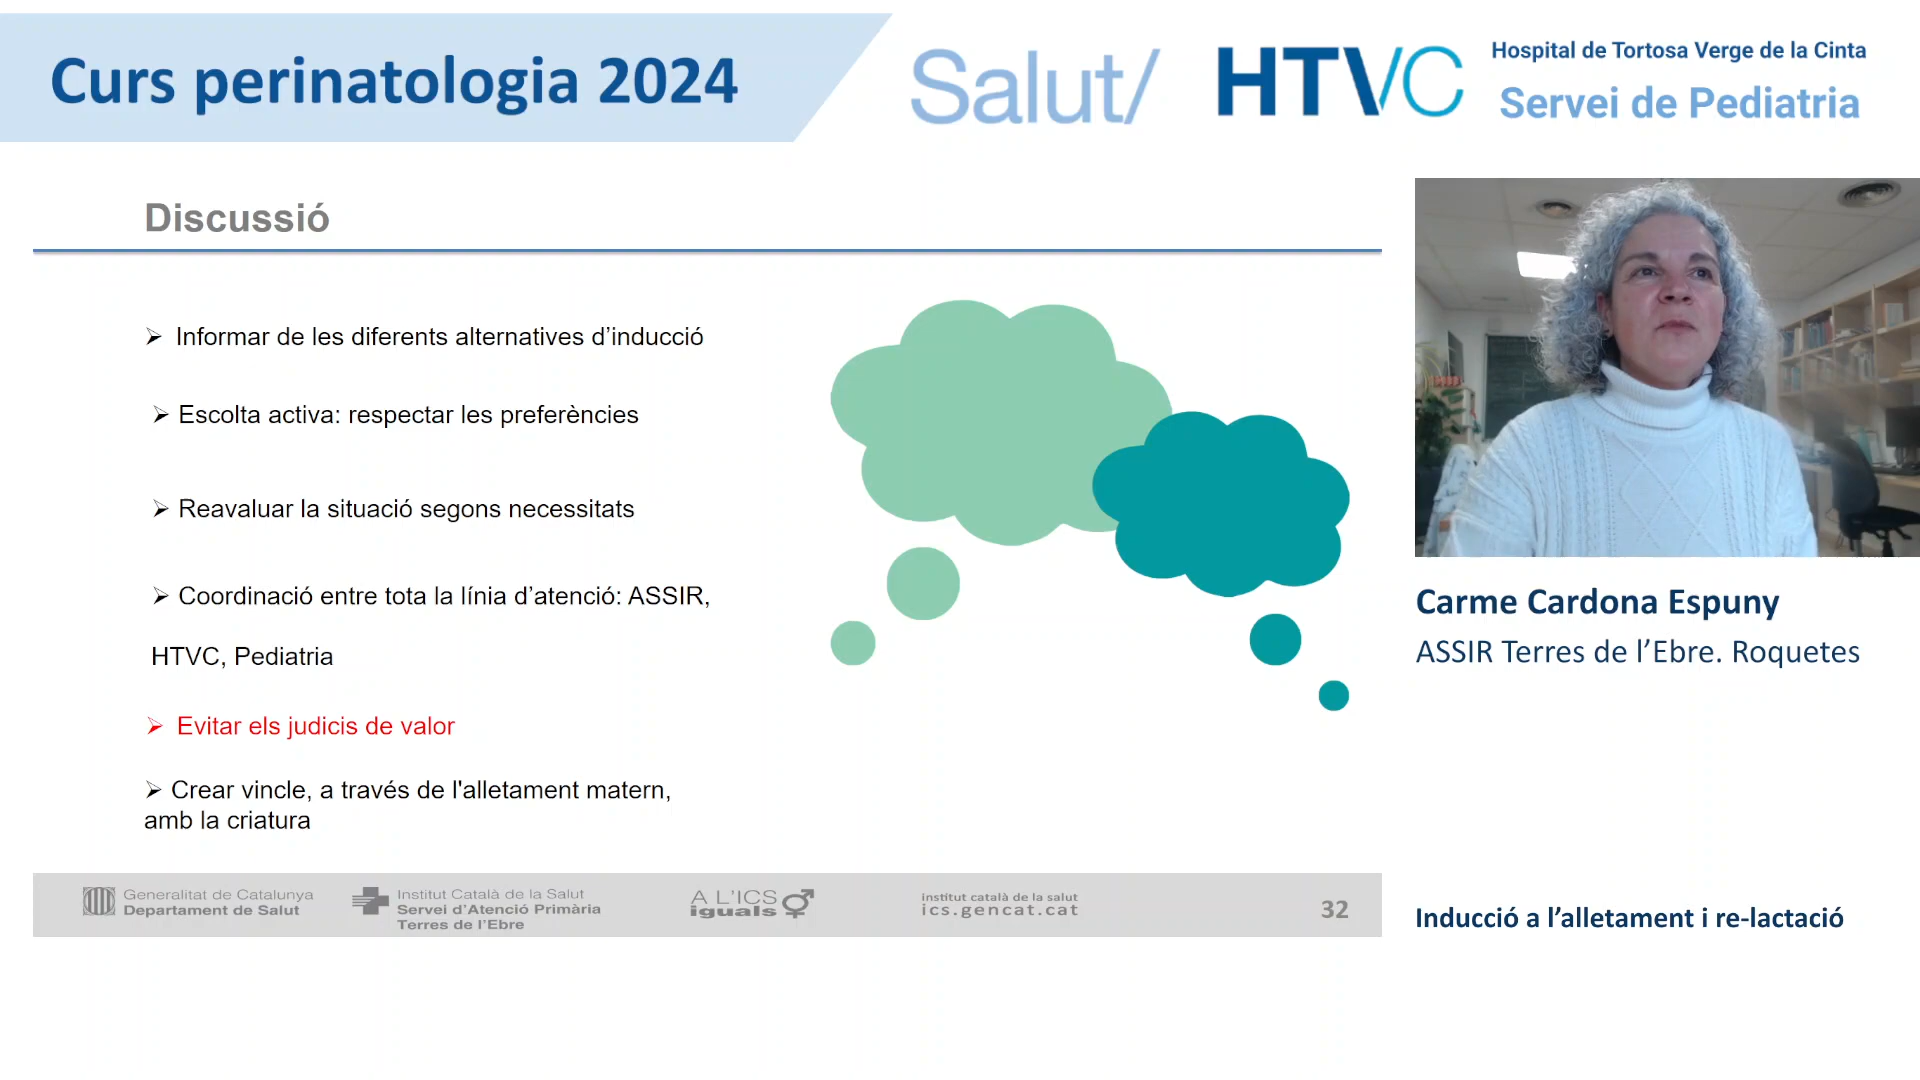 Curs perinatologia 2024
Salut/
HTVC
Hospital de Tortosa Verge de la Cinta
Servei de Pediatria
Discussió
Informar de les diferents alternatives d’inducció
Escolta activa: respectar les preferències
Reavaluar la situació segons necessitats
Coordinació entre tota la línia d’atenció: ASSIR,
HTVC, Pediatria
Evitar els judicis de valor
Crear vincle, a través de l'alletament matern,
amb la criatura
Carme Cardona Espuny
ASSIR Terres de l’Ebre. Roquetes
Generalitat de Catalunya
Departament de Salut
Institut Català de la Salut
Servei d’Atenció Primària
Terres de l’Ebre
A L'ICS
iguals
institut català de la salut
ics.gencat.cat
32
Inducció a l’alletament i re-lactació